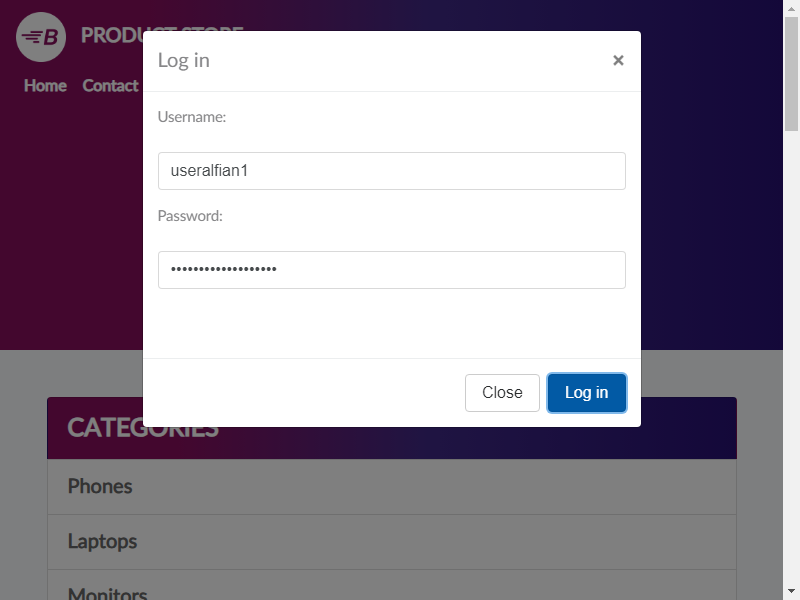 B PRODUCT STORE
Home Contact
Log in ×
Username:
useralfian1
Password:
•••••••••••••••••••
Close Log in
CATEGORIES
Phones
Laptops
Monitors